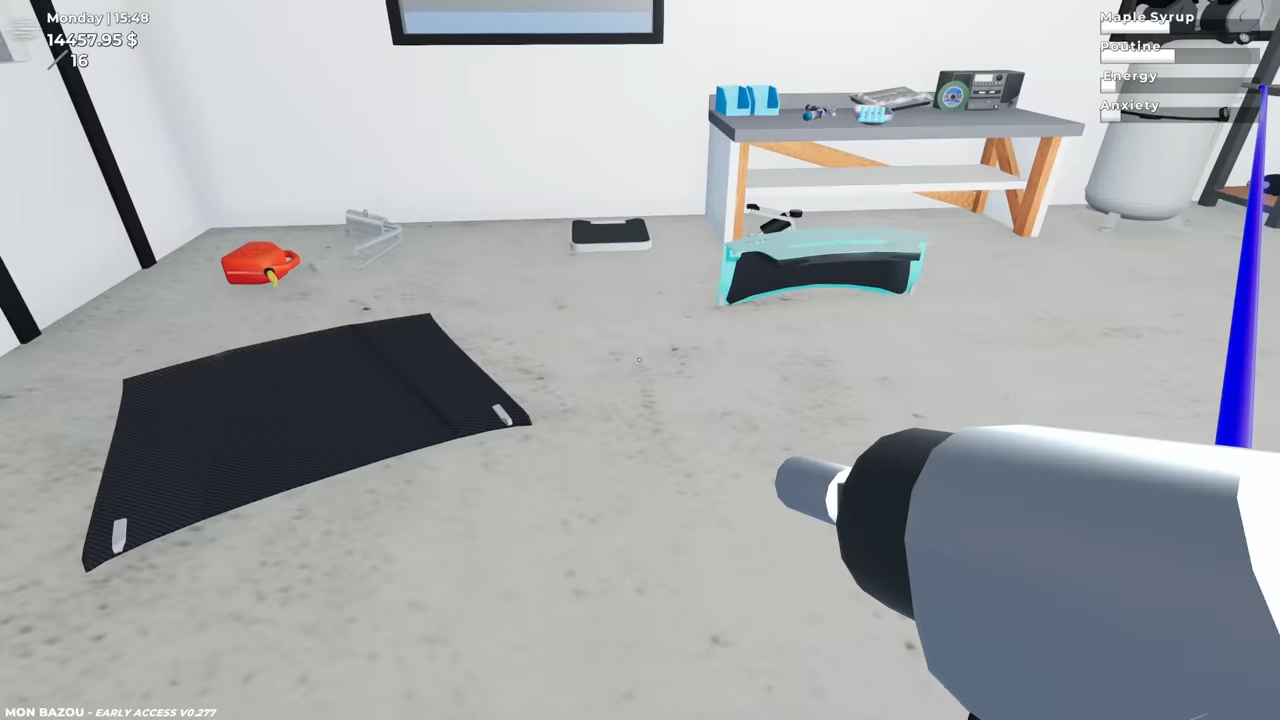 Monday | 15:48
14457.95 $
16
Maple Syrup
Poutine
Energy
Anxiety
MON BAZOU - EARLY ACCESS V0.277